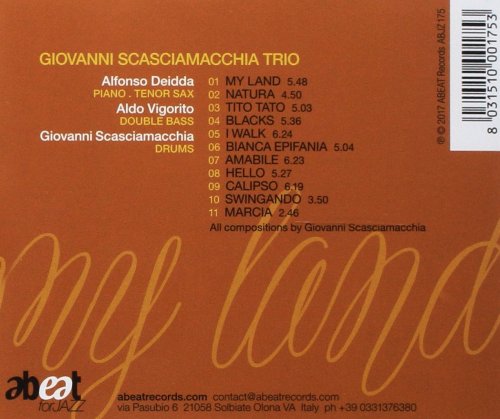 GIOVANNI SCASCIAMACCHIA TRIO
Alfonso Deidda
PIANO . TENOR SAX
Aldo Vigorito
DOUBLE BASS
Giovanni Scasciamacchia
DRUMS
01 MY LAND 5.48
02 NATURA 4.50
03 TITO TATO 5.03
04 BLACKS 5.36
05 I WALK 6.24
06 BIANCA EPIFANIA 5.04
07 AMABILE 6.23
08 HELLO 5.27
09 CALIPSO 6.19
10 SWINGANDO 3.50
11 MARCIA 2.46
All compositions by Giovanni Scasciamacchia
℗ © 2017 ABEAT Records ABJZ 175
8 031510 001753
my land
abeat
forJAZZ
abeatrecords.com contact@abeatrecords.com
via Pasubio 6 21058 Solbiate Olona VA Italy ph +39 0331376380